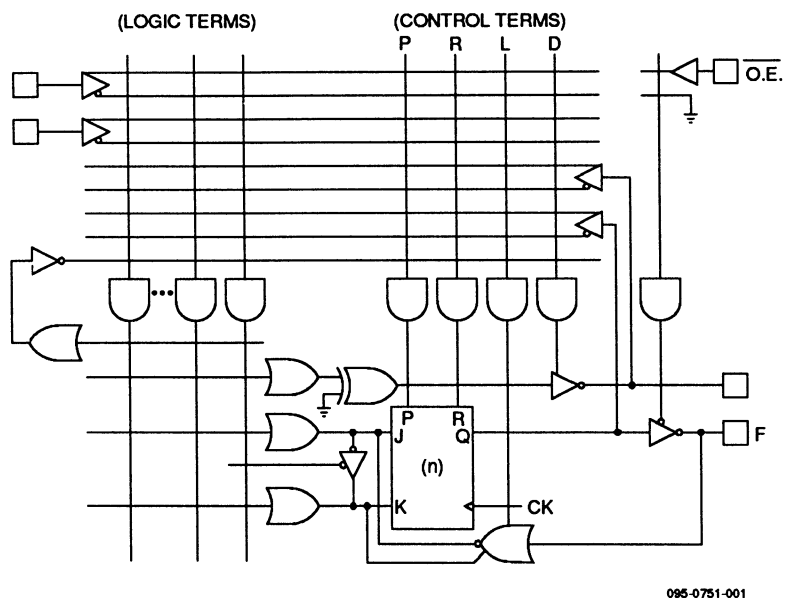 (LOGIC TERMS) (CONTROL TERMS)
P R L D
O.E.
P R
J Q
F
(n)
K CK
095-0751-001